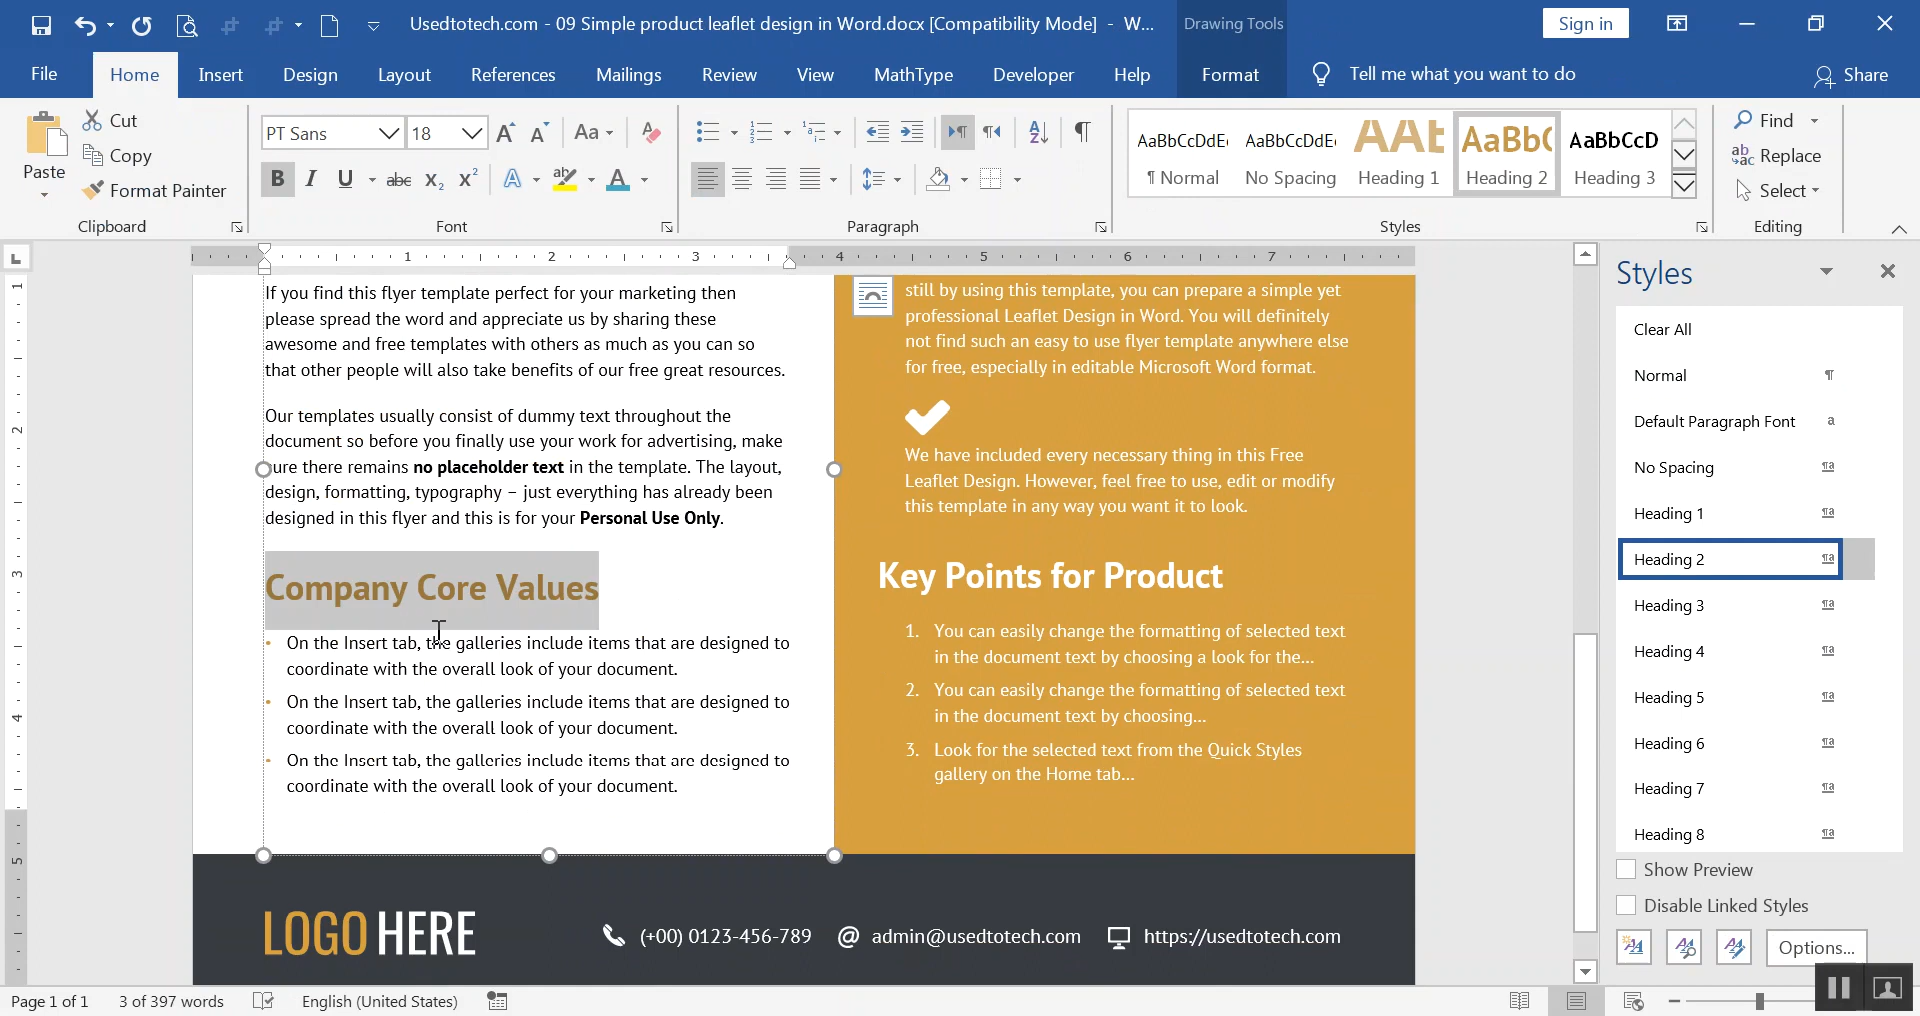 Usedtotech.com - 09 Simple product leaflet design in Word.docx [Compatibility Mode] - W...
Drawing Tools
Sign in
File Home Insert Design Layout References Mailings Review View MathType Developer Help Format Tell me what you want to do Share
Paste
Cut
Copy
Format Painter
Clipboard
PT Sans 18
Font
Paragraph
AaBbCcDdEe AaBbCcDdEe AAb AaBbC AaBbCcD
¶ Normal No Spacing Heading 1 Heading 2 Heading 3
Styles
Find
Replace
Select
Editing
1 2 3 4 5 6 7
If you find this flyer template perfect for your marketing then
please spread the word and appreciate us by sharing these
awesome and free templates with others as much as you can so
that other people will also take benefits of our free great resources.
Our templates usually consist of dummy text throughout the
document so before you finally use your work for advertising, make
ure there remains no placeholder text in the template. The layout,
design, formatting, typography – just everything has already been
designed in this flyer and this is for your Personal Use Only.
Company Core Values
• On the Insert tab, the galleries include items that are designed to
coordinate with the overall look of your document.
• On the Insert tab, the galleries include items that are designed to
coordinate with the overall look of your document.
• On the Insert tab, the galleries include items that are designed to
coordinate with the overall look of your document.
still by using this template, you can prepare a simple yet
professional Leaflet Design in Word. You will definitely
not find such an easy to use flyer template anywhere else
for free, especially in editable Microsoft Word format.
We have included every necessary thing in this Free
Leaflet Design. However, feel free to use, edit or modify
this template in any way you want it to look.
Key Points for Product
1. You can easily change the formatting of selected text
in the document text by choosing a look for the...
2. You can easily change the formatting of selected text
in the document text by choosing...
3. Look for the selected text from the Quick Styles
gallery on the Home tab...
LOGO HERE
(+00) 0123-456-789 admin@usedtotech.com https://usedtotech.com
Styles
Clear All
Normal
Default Paragraph Font
No Spacing
Heading 1
Heading 2
Heading 3
Heading 4
Heading 5
Heading 6
Heading 7
Heading 8
Show Preview
Disable Linked Styles
Options...
Page 1 of 1 3 of 397 words English (United States)